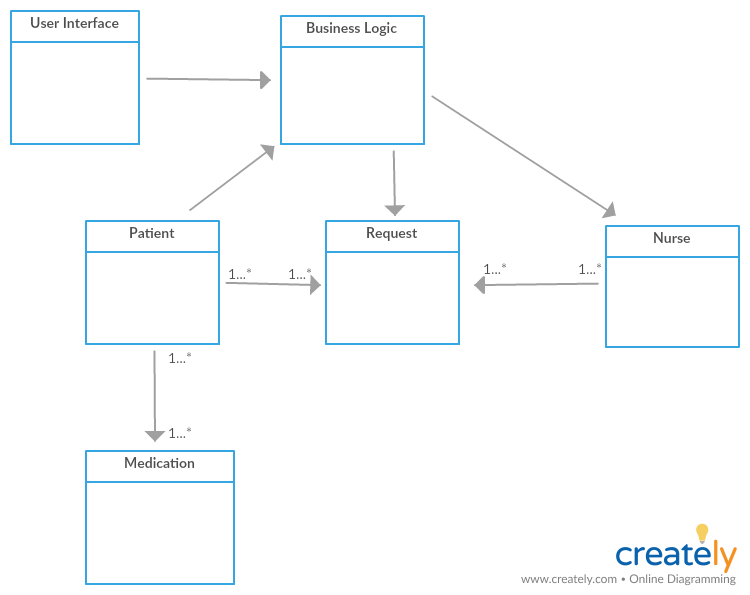 User Interface
Business Logic
Patient
Request
Nurse
1...*
1...*
1...*
1...*
1...*
1...*
Medication
creately
www.creately.com • Online Diagramming